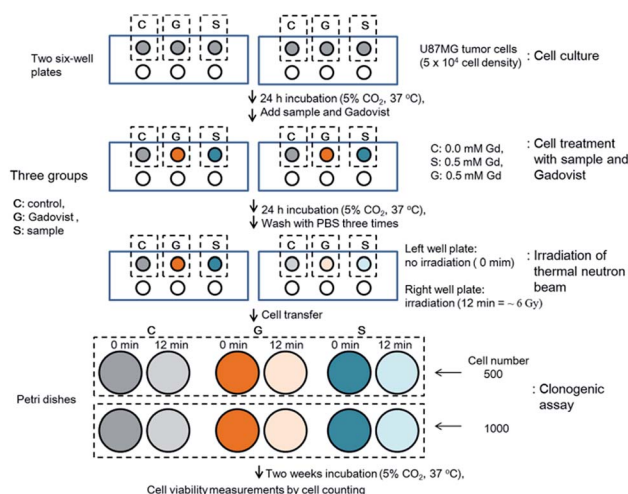 C G S C G S
Two six-well
plates
U87MG tumor cells
(5 x 10⁴ cell density)
: Cell culture
24 h incubation (5% CO₂, 37 °C),
Add sample and Gadovist
C G S C G S
Three groups
C: control,
G: Gadovist ,
S: sample
C: 0.0 mM Gd,
S: 0.5 mM Gd,
G: 0.5 mM Gd
: Cell treatment
with sample and
Gadovist
24 h incubation (5% CO₂, 37 °C),
Wash with PBS three times
C G S C G S
Left well plate:
no irradiation ( 0 mim)
Right well plate:
irradiation (12 min = ~ 6 Gy)
: Irradiation of
thermal neutron
beam
Cell transfer
C G S
0 min 12 min 0 min 12 min 0 min 12 min
Cell number
500
Petri dishes
: Clonogenic
assay
1000
Two weeks incubation (5% CO₂, 37 °C),
Cell viability measurements by cell counting